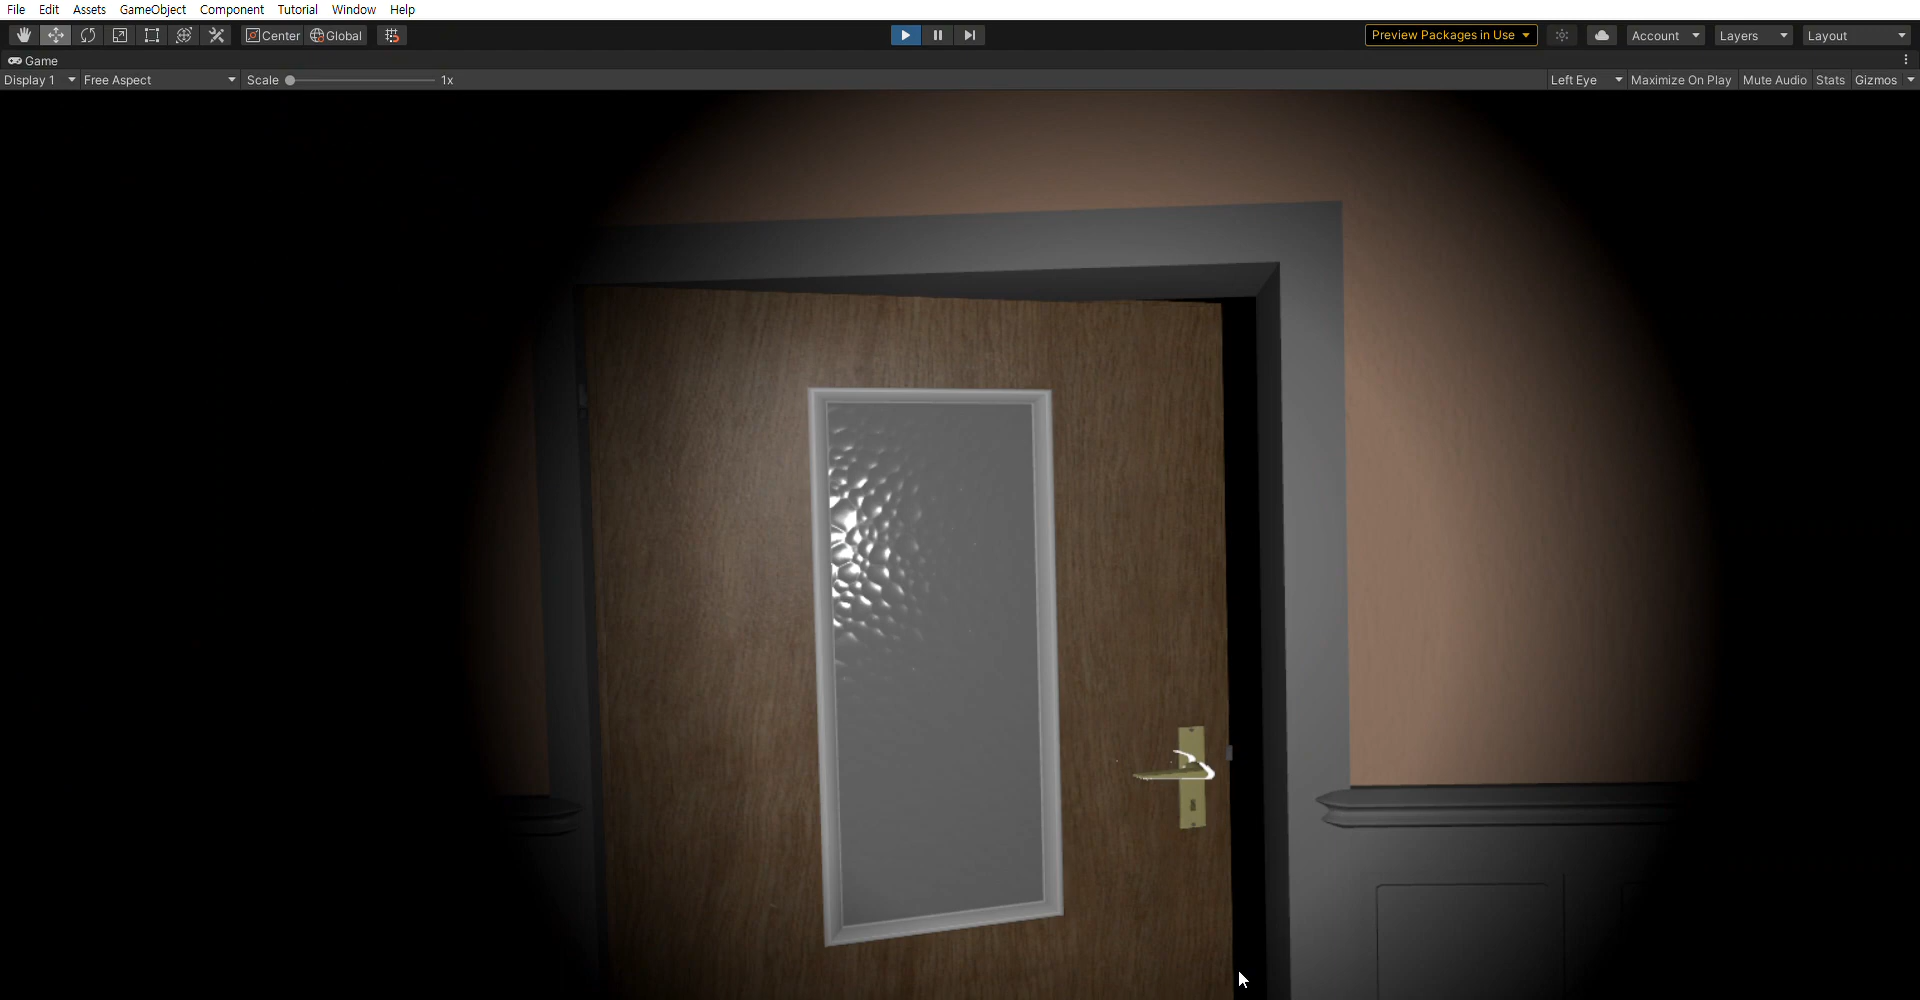 File Edit Assets GameObject Component Tutorial Window Help
Center Global Preview Packages in Use Account Layers Layout
Game
Display 1 Free Aspect Scale 1x Left Eye Maximize On Play Mute Audio Stats Gizmos